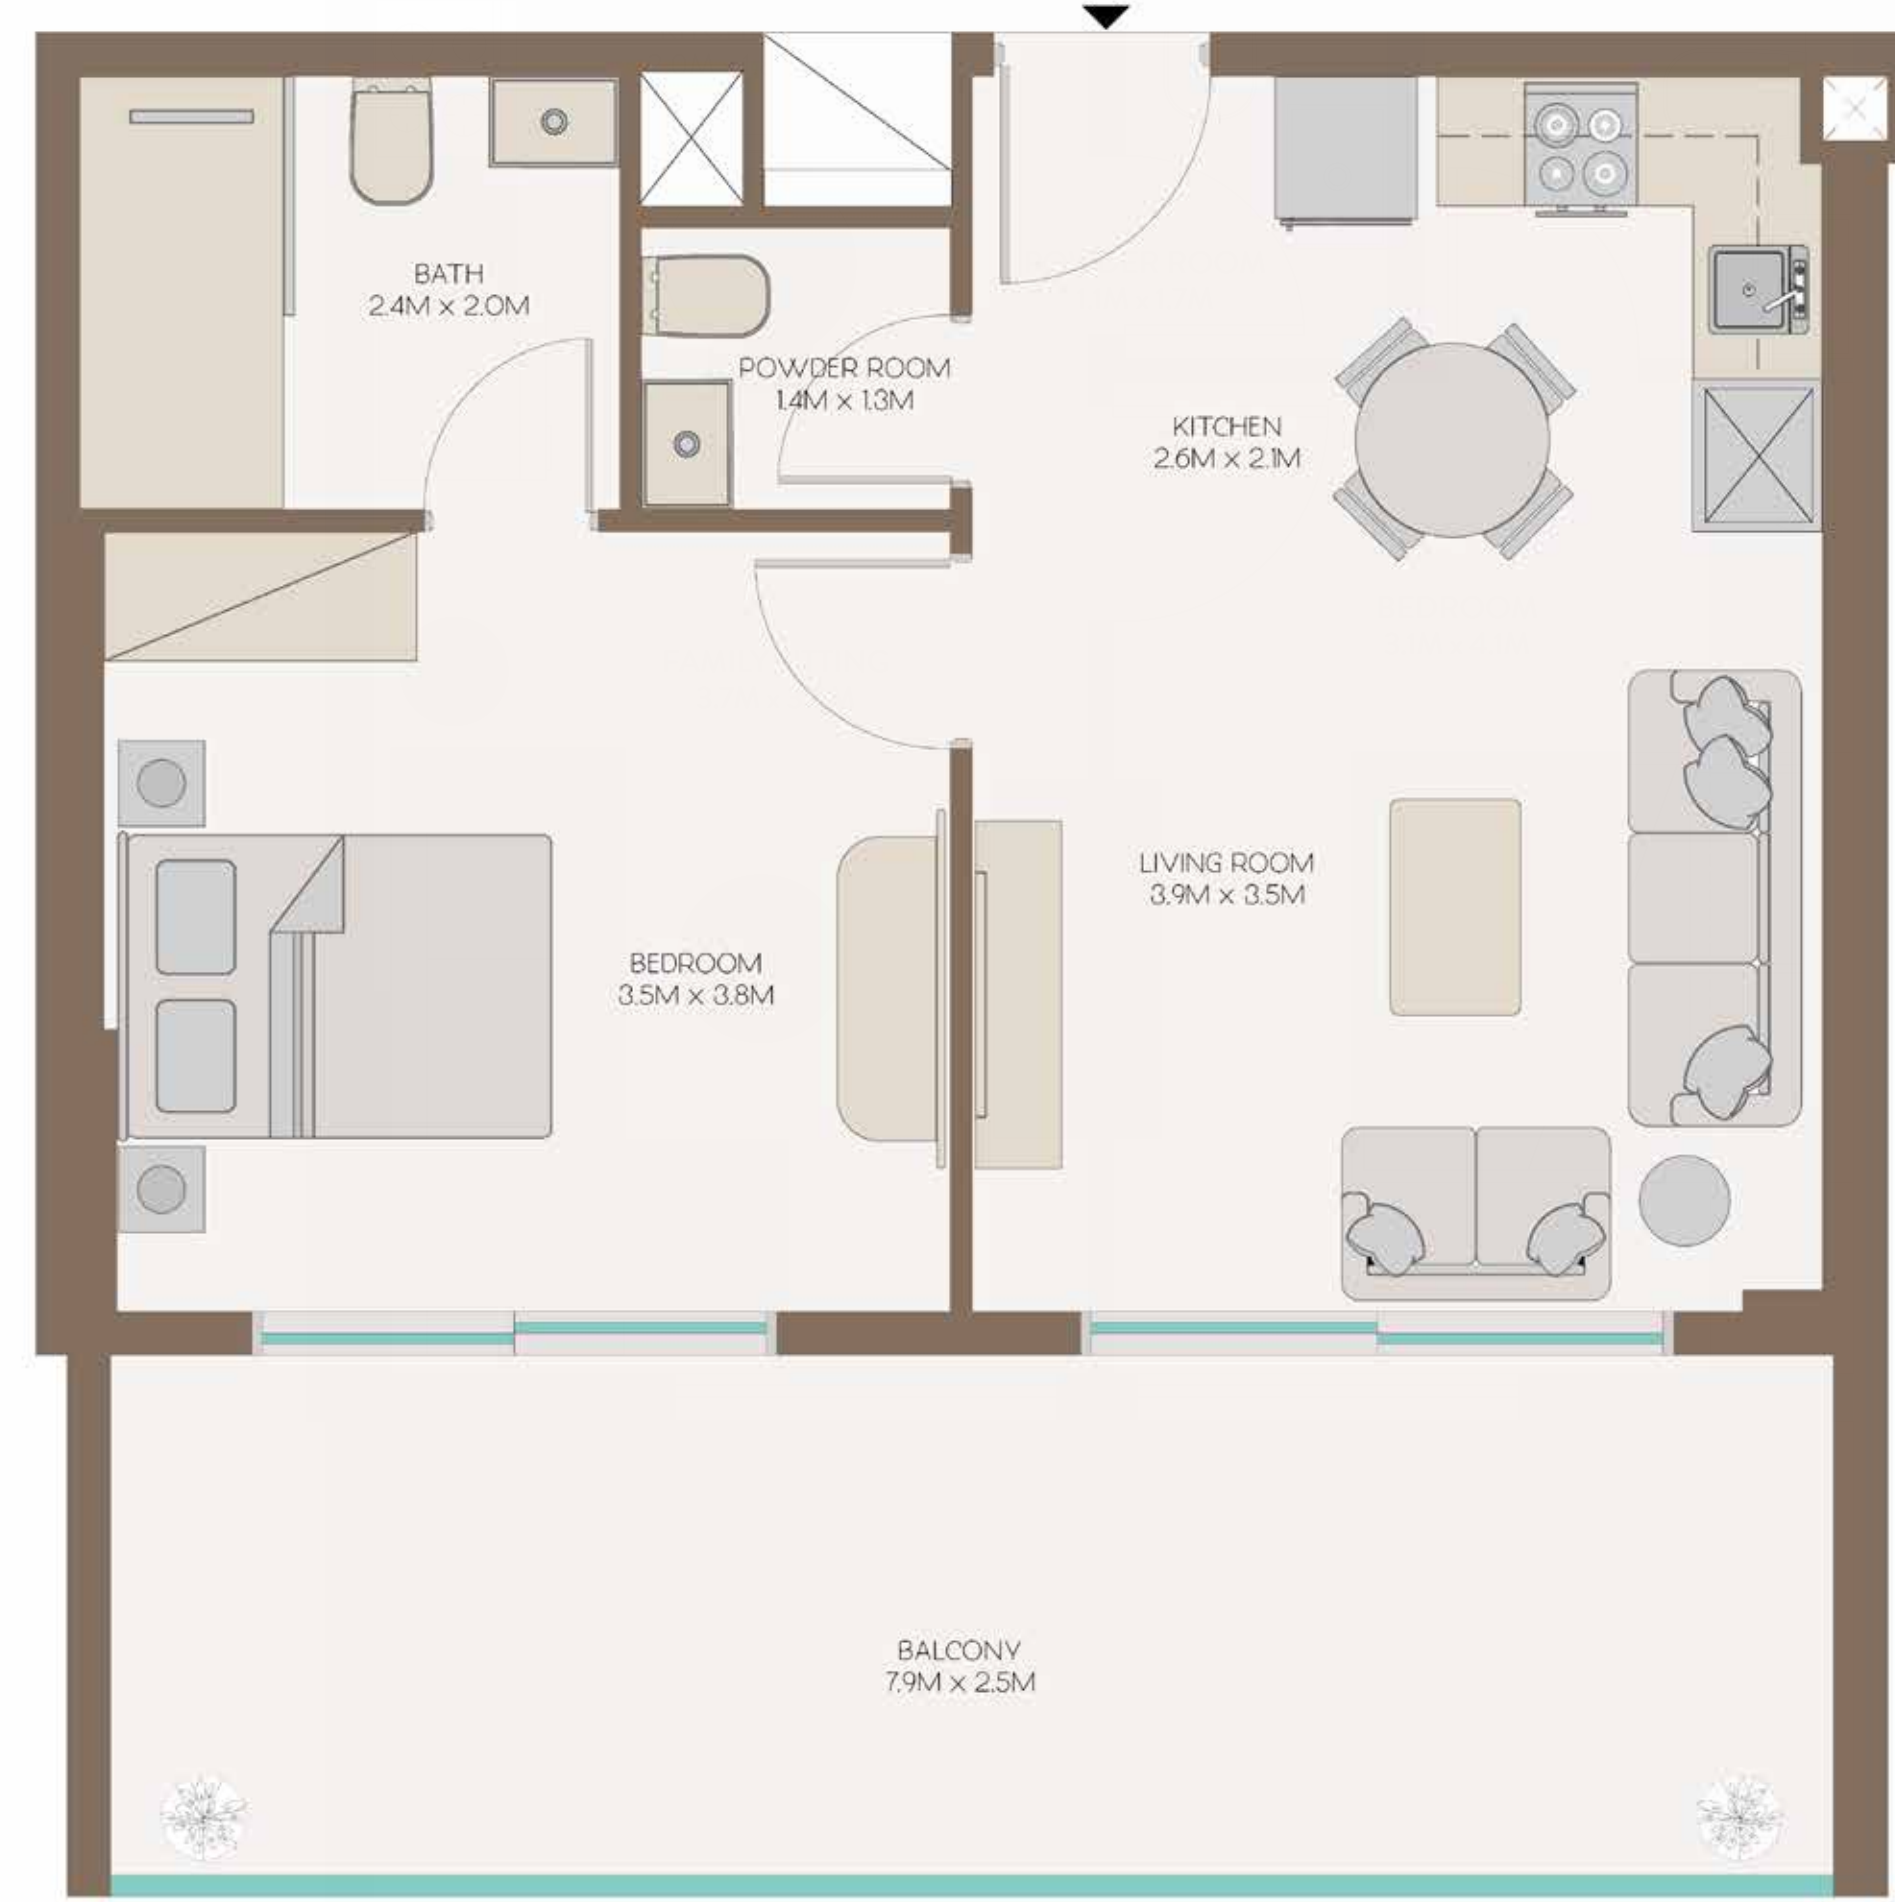 BATH
2.4M x 2.0M
POWDER ROOM
1.4M x 1.3M
KITCHEN
2.6M x 2.1M
LIVING ROOM
3.9M x 3.5M
BEDROOM
3.5M x 3.8M
BALCONY
7.9M x 2.5M